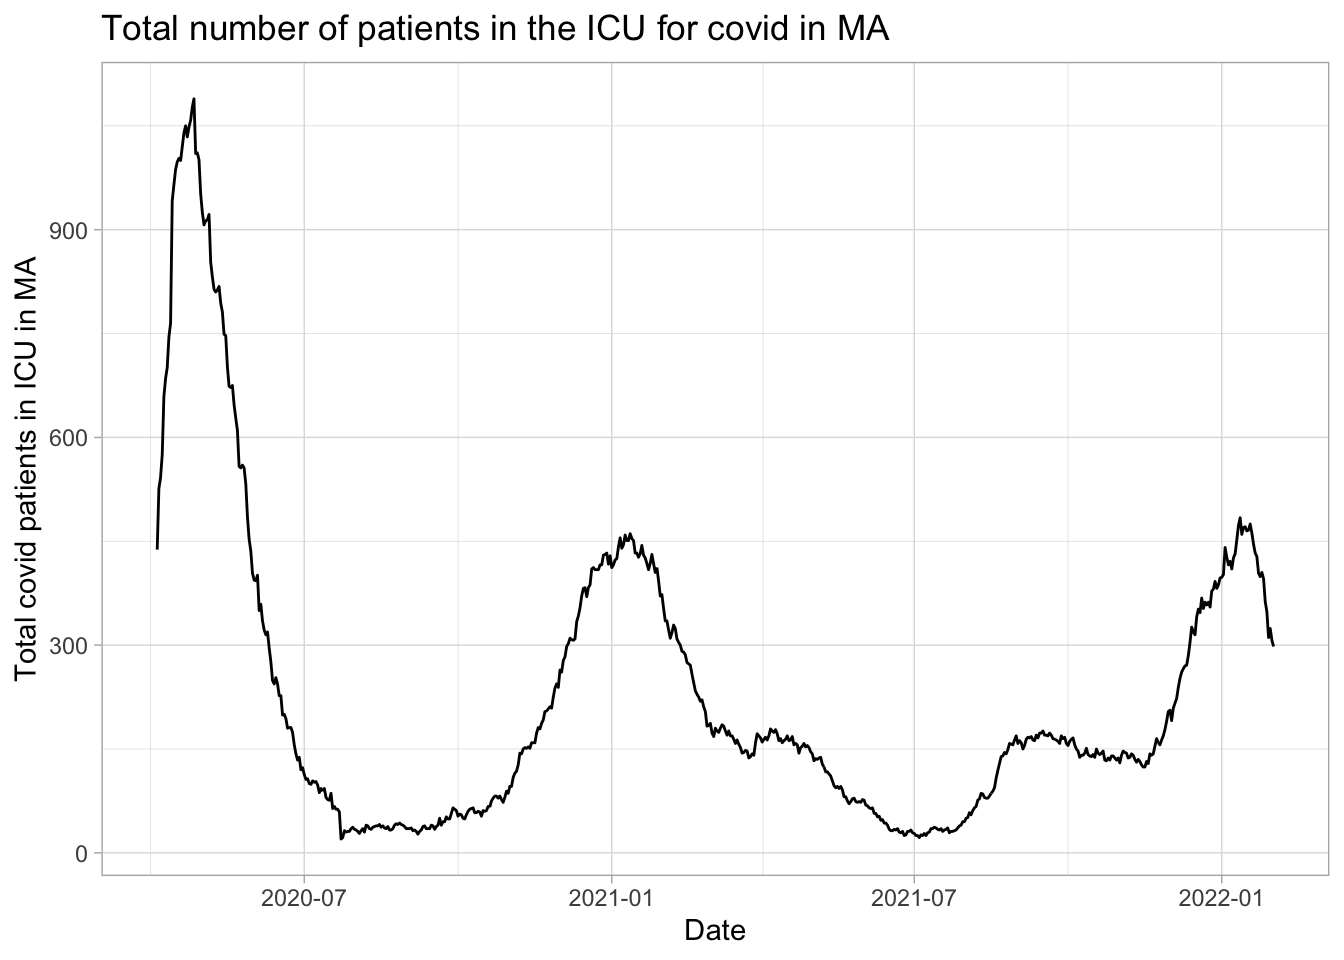 Total number of patients in the ICU for covid in MA
Total covid patients in ICU in MA
900
600
300
0
2020-07
2021-01
2021-07
2022-01
Date